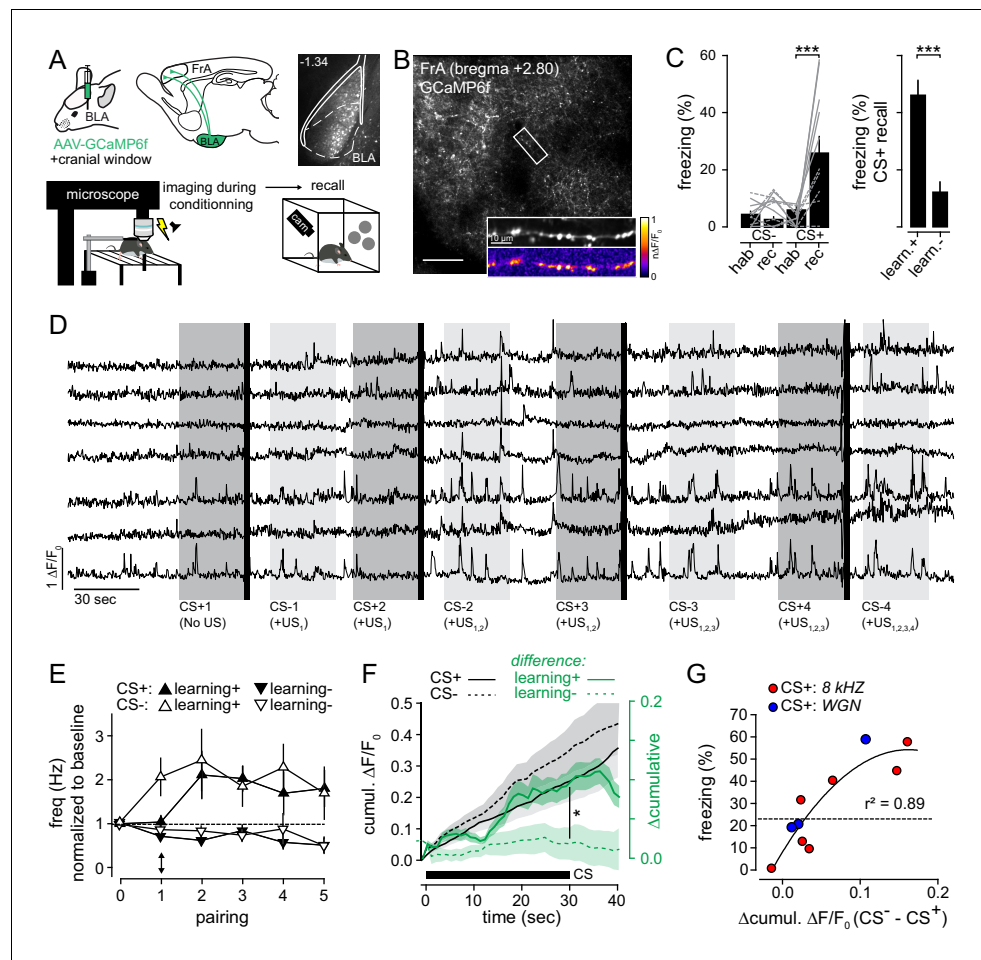 A
FrA
BLA
BLA
AAV-GCaMP6f
+cranial window
-1.34
BLA
microscope
imaging during
conditionning
recall
cam
B
FrA (bregma +2.80)
GCaMP6f
10 µm
1
0
nΔF/F0
C
freezing (%)
60
40
20
0
***
CS-
CS+
hab
rec
hab
rec
freezing (%)
CS+ recall
***
learn.+
learn.-
D
1 ΔF/F0
30 sec
CS+1
(No US)
CS-1
(+US1)
CS+2
(+US1)
CS-2
(+US1,2)
CS+3
(+US1,2)
CS-3
(+US1,2,3)
CS+4
(+US1,2,3)
CS-4
(+US1,2,3,4)
E
CS+: ▲learning+ ▼learning-
CS-: △learning+ ▽learning-
freq (Hz)
normalized to baseline
3
2
1
0
0 1 2 3 4 5
pairing
F
CS+
CS-
difference:
learning+
learning-
cumul. ΔF/F0
0.5
0.4
0.3
0.2
0.1
0.0
0.2
0.0
Δcumulative
*
CS
0 10 20 30 40
time (sec)
G
CS+: 8 kHZ
CS+: WGN
freezing (%)
70
60
50
40
30
20
10
0
r² = 0.89
0.0 0.1 0.2
Δcumul. ΔF/F0 (CS- - CS+)